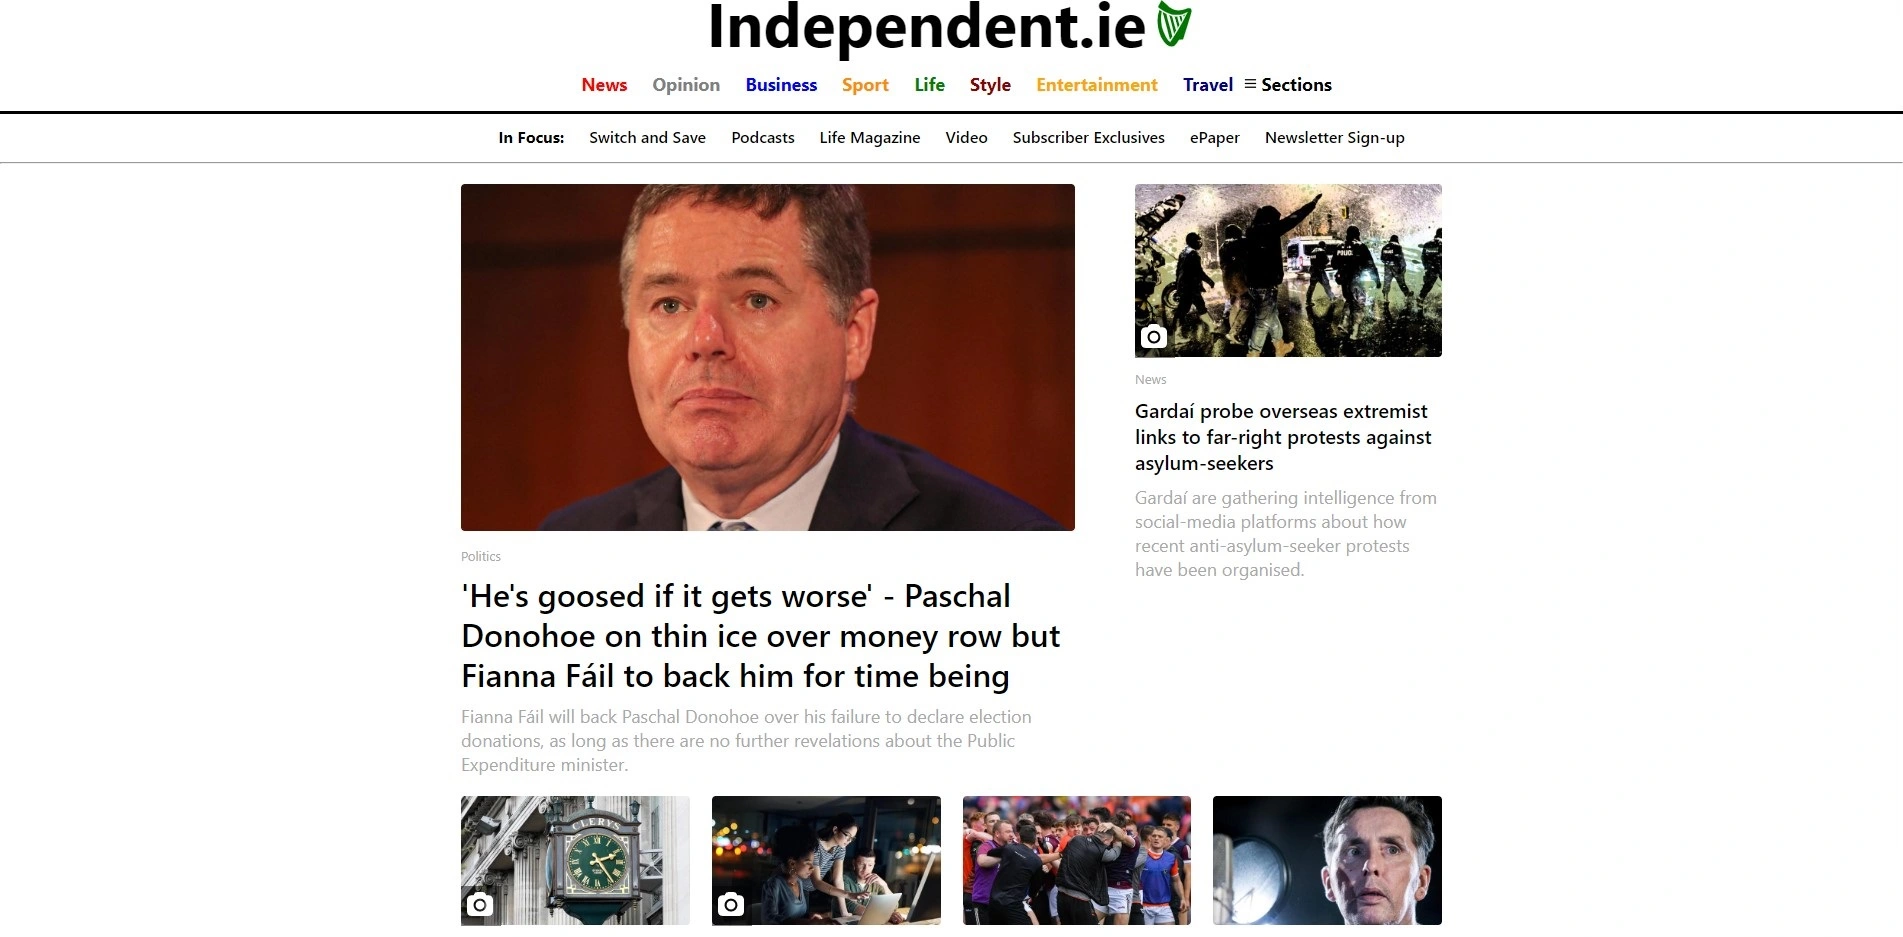 Independent.ie
News Opinion Business Sport Life Style Entertainment Travel ≡ Sections
In Focus: Switch and Save Podcasts Life Magazine Video Subscriber Exclusives ePaper Newsletter Sign-up
POLICE
Politics
'He's goosed if it gets worse' - Paschal
Donohoe on thin ice over money row but
Fianna Fáil to back him for time being
Fianna Fáil will back Paschal Donohoe over his failure to declare election
donations, as long as there are no further revelations about the Public
Expenditure minister.
News
Gardaí probe overseas extremist
links to far-right protests against
asylum-seekers
Gardaí are gathering intelligence from
social-media platforms about how
recent anti-asylum-seeker protests
have been organised.
CLERYS